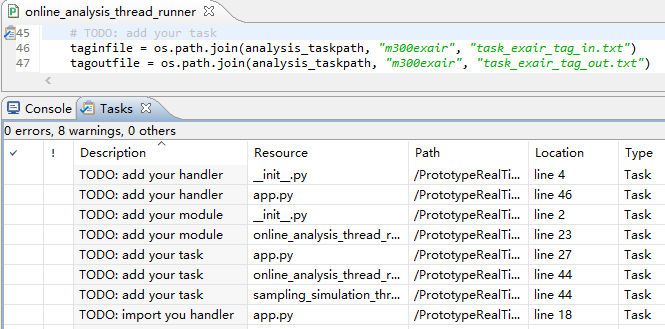 online_analysis_thread_runner
45 # TODO: add your task
46 taginfile = os.path.join(analysis_taskpath, "m300exair", "task_exair_tag_in.txt")
47 tagoutfile = os.path.join(analysis_taskpath, "m300exair", "task_exair_tag_out.txt")
Console Tasks
0 errors, 8 warnings, 0 others
✓ ! Description Resource Path Location Type
TODO: add your handler __init__.py /PrototypeRealTi... line 4 Task
TODO: add your handler app.py /PrototypeRealTi... line 46 Task
TODO: add your module __init__.py /PrototypeRealTi... line 2 Task
TODO: add your module online_analysis_thread_r... /PrototypeRealTi... line 23 Task
TODO: add your task app.py /PrototypeRealTi... line 27 Task
TODO: add your task online_analysis_thread_r... /PrototypeRealTi... line 44 Task
TODO: add your task sampling_simulation_thr... /PrototypeRealTi... line 44 Task
TODO: import you handler app.py /PrototypeRealTi... line 18 Task